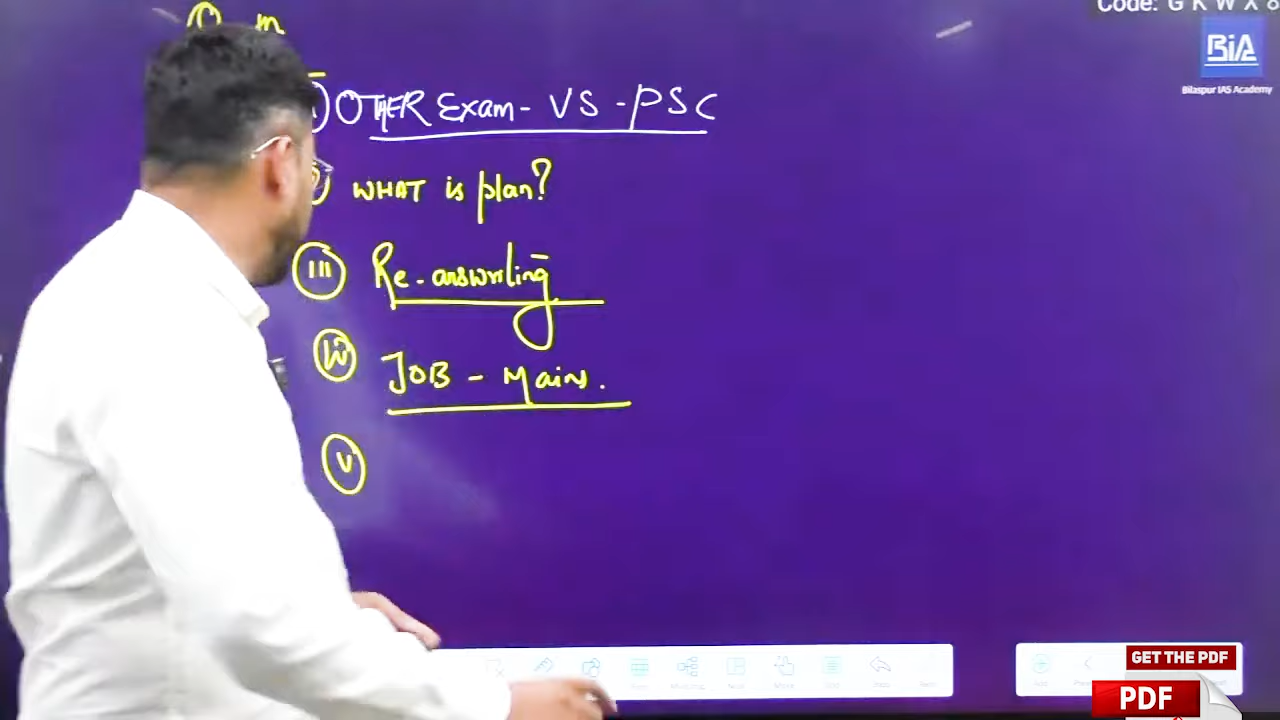 Code: G K W X 8
BiA
Bilaspur IAS Academy
OTHER Exam - VS - PSC
WHAT is plan?
III Re-answriting
IV JOB - Mains.
V
GET THE PDF
PDF